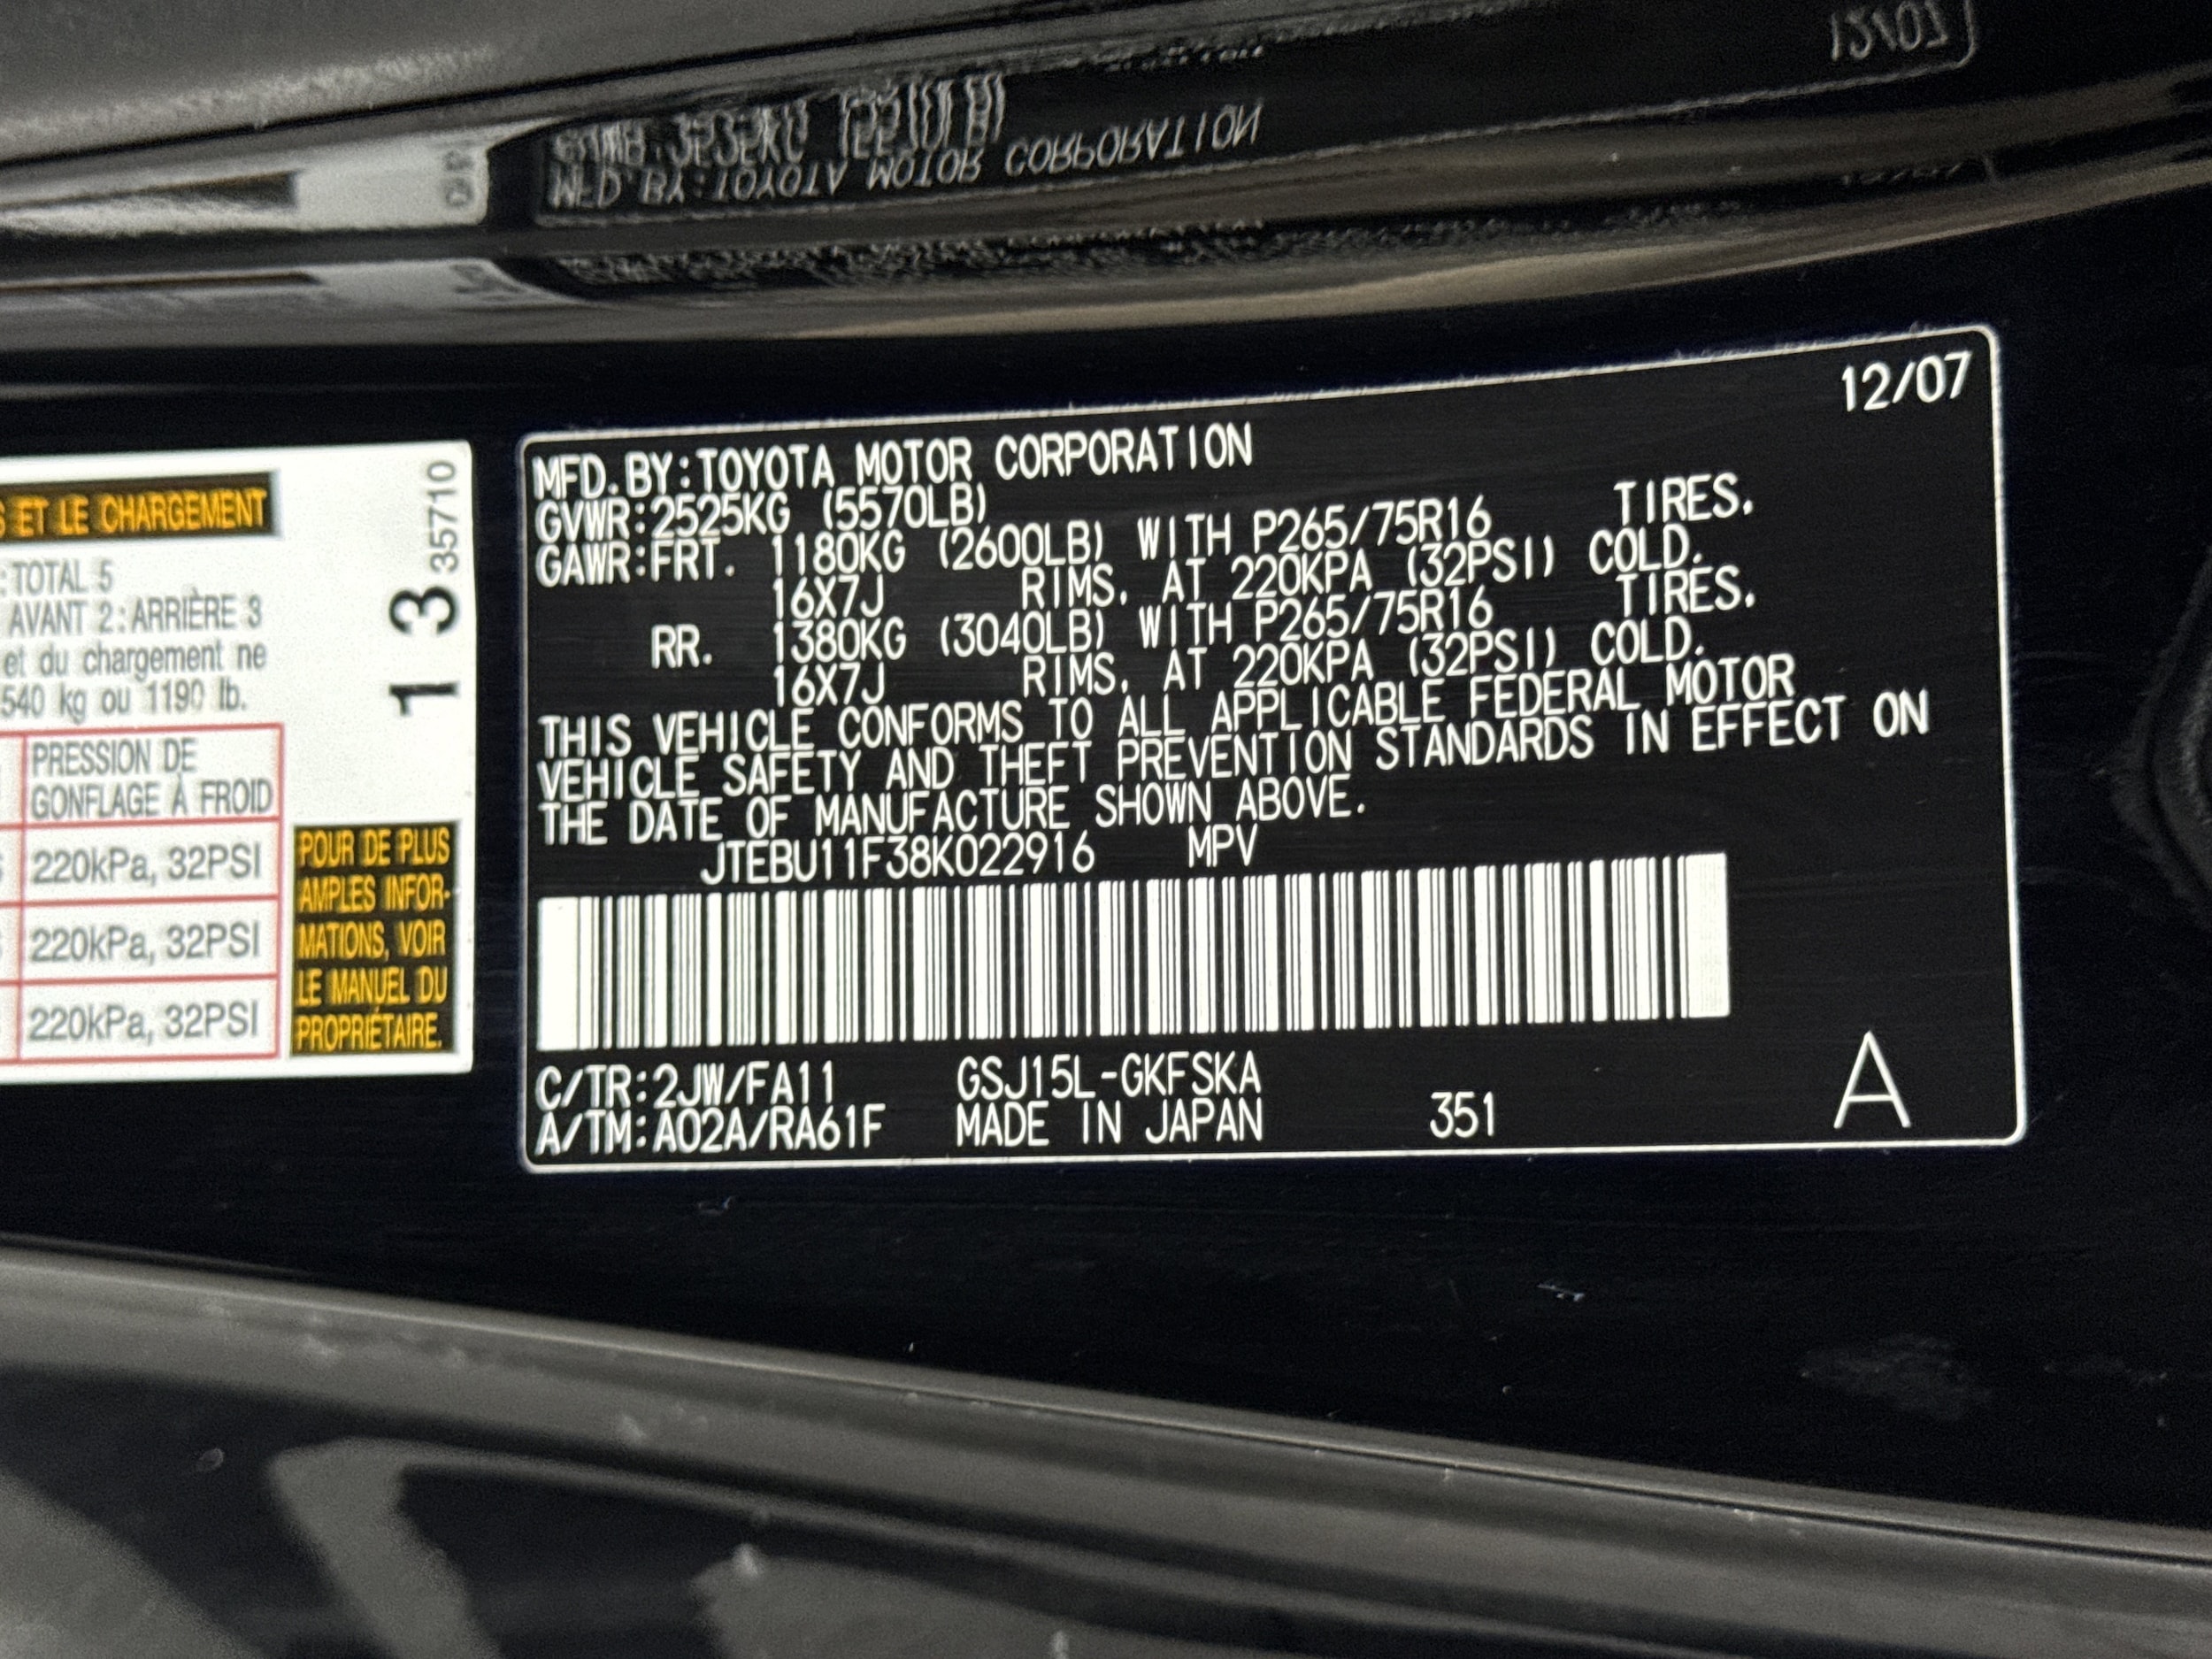 12/07
MFD.BY:TOYOTA MOTOR CORPORATION
GVWR:2525KG (5570LB)
GAWR:FRT. 1180KG (2600LB) WITH P265/75R16 TIRES.
16X7J RIMS, AT 220KPA (32PSI) COLD.
RR. 1380KG (3040LB) WITH P265/75R16 TIRES.
16X7J RIMS, AT 220KPA (32PSI) COLD.
THIS VEHICLE CONFORMS TO ALL APPLICABLE FEDERAL MOTOR
VEHICLE SAFETY AND THEFT PREVENTION STANDARDS IN EFFECT ON
THE DATE OF MANUFACTURE SHOWN ABOVE.
JTEBU11F38K022916 MPV
C/TR:2JW/FA11 GSJ15L-GKFSKA
A/TM:A02A/RA61F MADE IN JAPAN 351 A
ET LE CHARGEMENT
:TOTAL 5
AVANT 2:ARRIÈRE 3
et du chargement ne
540 kg ou 1190 lb.
PRESSION DE
GONFLAGE À FROID
220kPa, 32PSI
220kPa, 32PSI
220kPa, 32PSI
POUR DE PLUS
AMPLES INFOR-
MATIONS, VOIR
LE MANUEL DU
PROPRIÉTAIRE.
1 3 35710